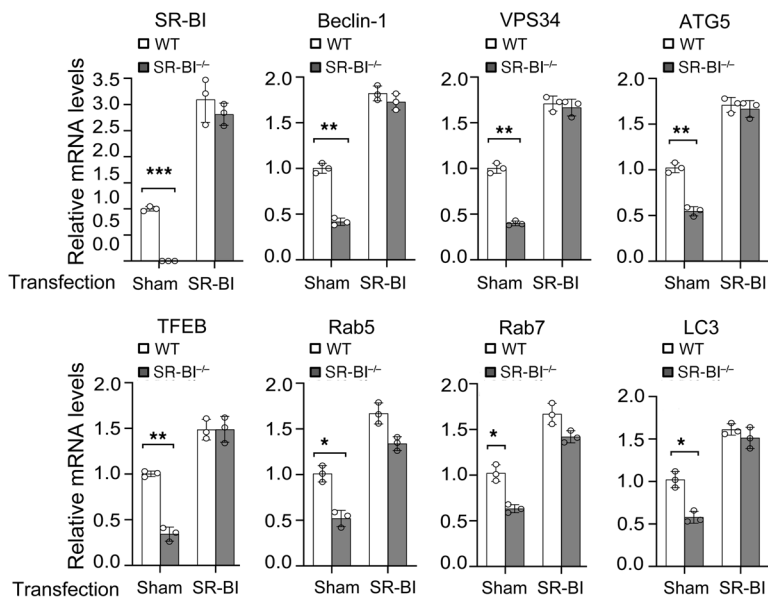 SR-BI
WT
SR-BI−/−
Relative mRNA levels
3.5
3.0
2.5
2.0
1.5
1.0
0.5
0.0
***
Transfection
Sham SR-BI
Beclin-1
WT
SR-BI−/−
2.0
1.5
1.0
0.5
0.0
**
Sham SR-BI
VPS34
WT
SR-BI−/−
2.0
1.5
1.0
0.5
0.0
**
Sham SR-BI
ATG5
WT
SR-BI−/−
2.0
1.5
1.0
0.5
0.0
**
Sham SR-BI
TFEB
WT
SR-BI−/−
Relative mRNA levels
2.0
1.5
1.0
0.5
0.0
**
Transfection
Sham SR-BI
Rab5
WT
SR-BI−/−
2.0
1.5
1.0
0.5
0.0
*
Sham SR-BI
Rab7
WT
SR-BI−/−
2.0
1.5
1.0
0.5
0.0
*
Sham SR-BI
LC3
WT
SR-BI−/−
2.0
1.5
1.0
0.5
0.0
*
Sham SR-BI